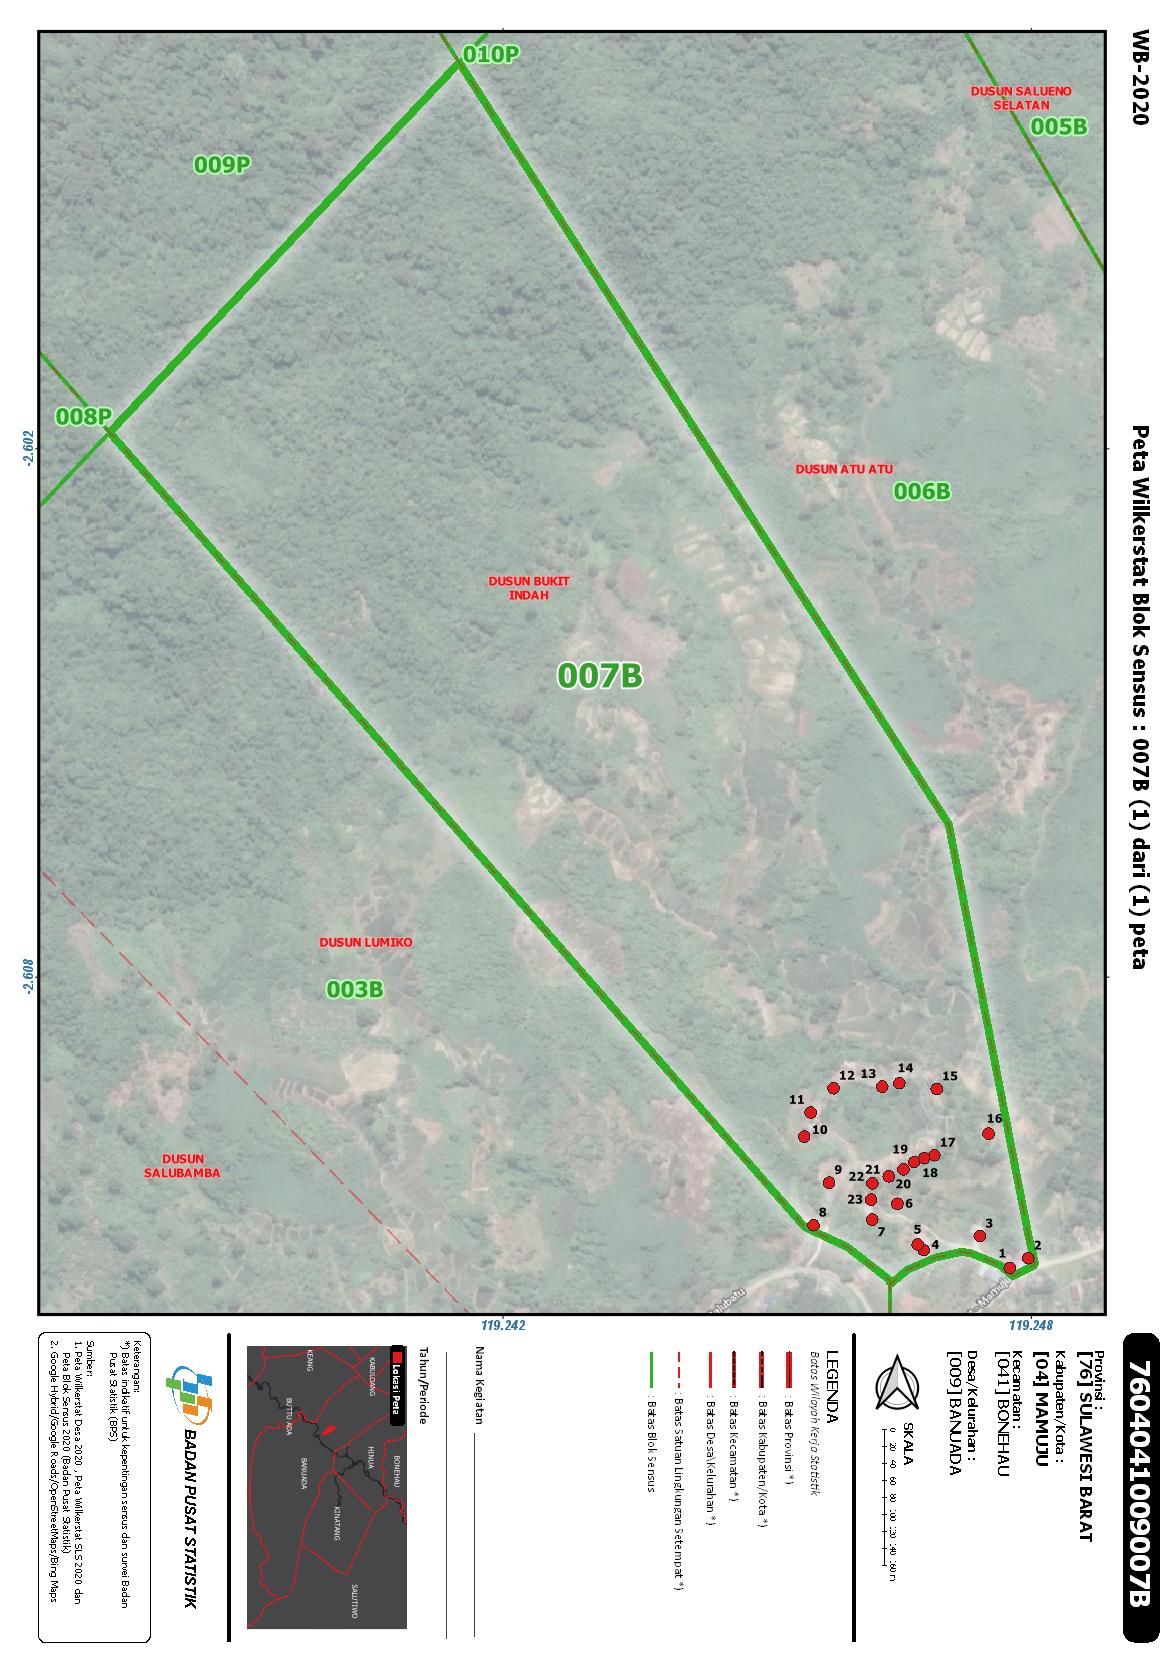 WB-2020
Peta Wilkerstat Blok Sensus : 007B (1) dari (1) peta
7604041009007B
010P
DUSUN SALUENO
SELATAN
005B
009P
008P
-2.602
DUSUN ATU ATU
006B
DUSUN BUKIT
INDAH
007B
DUSUN LUMIKO
003B
-2.608
DUSUN
SALUBAMBA
12
13
14
15
11
10
16
17
19
18
9
22
21
20
23
6
8
7
5
4
3
2
1
119.242
119.248
Provinsi :
[76] SULAWESI BARAT
Kabupaten/Kota :
[04] MAMUJU
Kecamatan :
[041] BONEHAU
Desa/Kelurahan :
[009] BANUADA
SKALA
0 20 40 60 80 100 120 140 160 m
LEGENDA
Batas Wilayah Kerja Statistik
: Batas Provinsi *)
: Batas Kabupaten/Kota *)
: Batas Kecamatan *)
: Batas Desa\Kelurahan *)
: Batas Satuan Lingkungan Setempat *)
: Batas Blok Sensus
Nama Kegiatan
Tahun/Periode
Lokasi Peta
KEANG
KABULOANG
BONEHAU
BUTTU ADA
HINUA
BANUADA
KINATANG
SALUTIWO
BADAN PUSAT STATISTIK
Keterangan:
*) Batas indikatif untuk kepentingan sensus dan survei Badan
Pusat Statistik (BPS)
Sumber:
1. Peta Wilkerstat Desa 2020 , Peta Wilkerstat SLS 2020 dan
Peta Blok Sensus 2020 (Badan Pusat Statistik)
2. Google Hybrid/Google Roads/OpenStreetMaps/Bing Maps